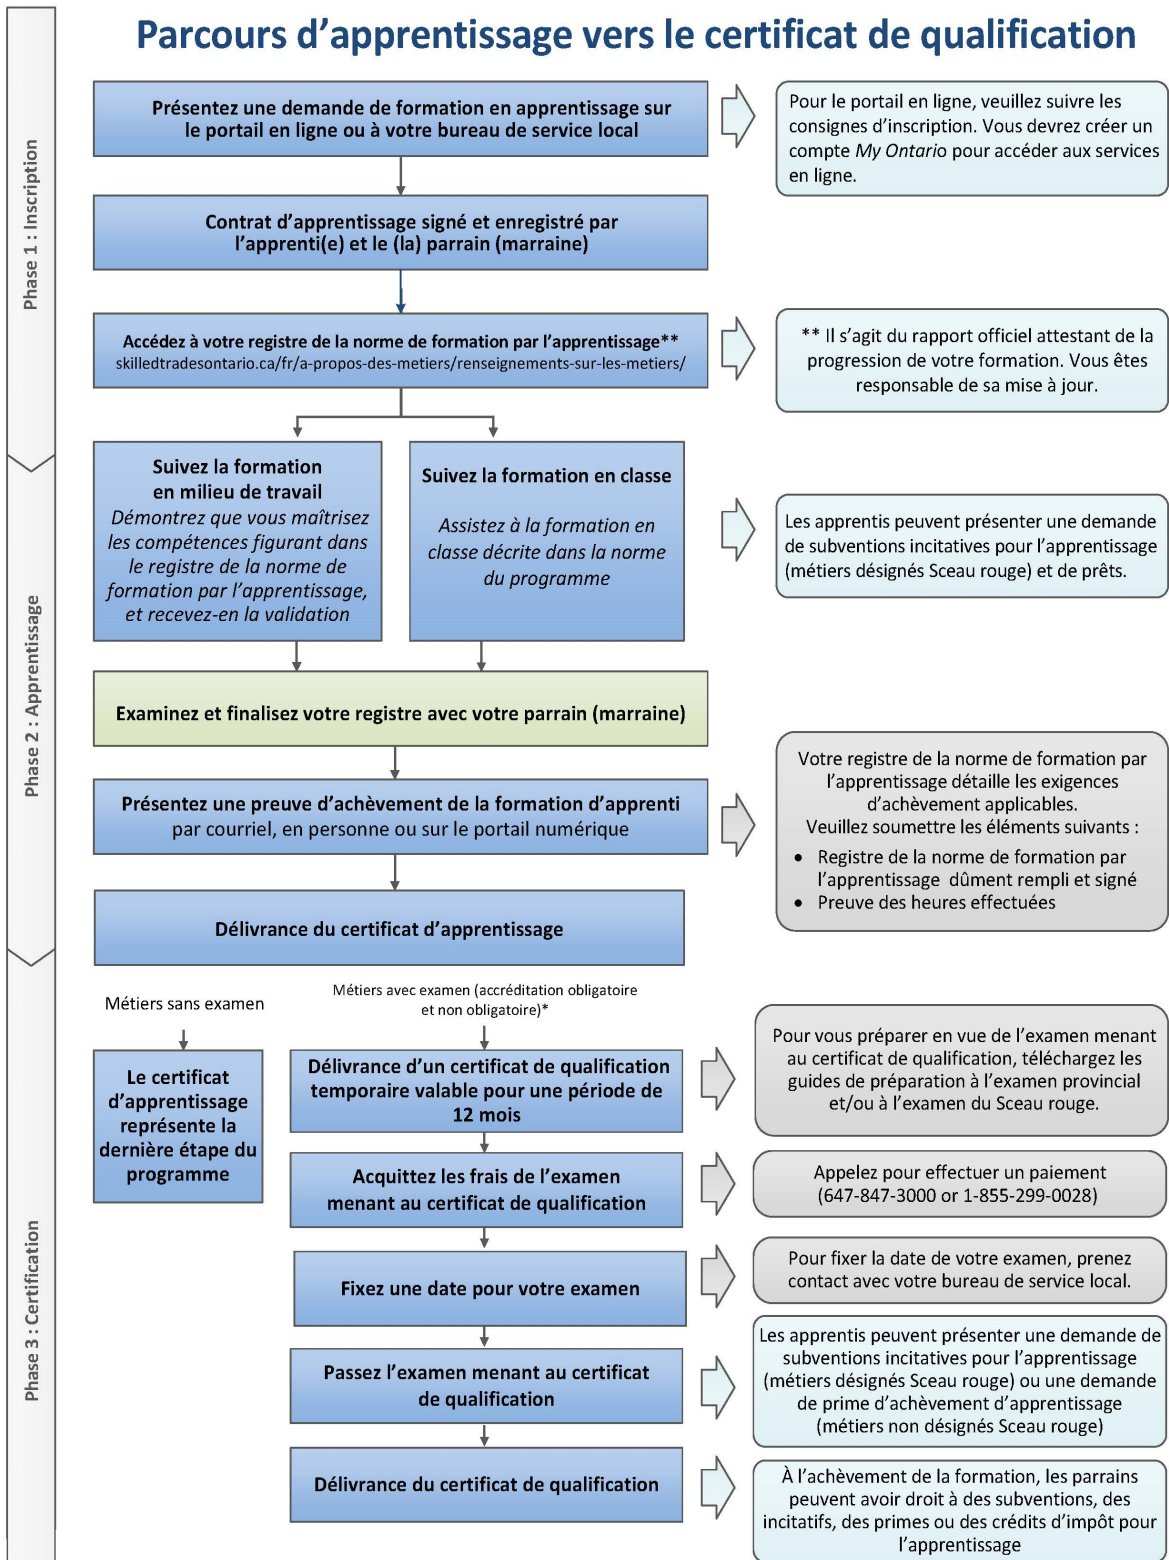 Parcours d’apprentissage vers le certificat de qualification
Phase 1 : Inscription
Présentez une demande de formation en apprentissage sur
le portail en ligne ou à votre bureau de service local
Pour le portail en ligne, veuillez suivre les
consignes d’inscription. Vous devrez créer un
compte My Ontario pour accéder aux services
en ligne.
Contrat d’apprentissage signé et enregistré par
l’apprenti(e) et le (la) parrain (marraine)
Accédez à votre registre de la norme de formation par l’apprentissage**
skilledtradesontario.ca/fr/a-propos-des-metiers/renseignements-sur-les-metiers/
** Il s’agit du rapport officiel attestant de la
progression de votre formation. Vous êtes
responsable de sa mise à jour.
Phase 2 : Apprentissage
Suivez la formation
en milieu de travail
Démontrez que vous maîtrisez
les compétences figurant dans
le registre de la norme de
formation par l’apprentissage,
et recevez-en la validation
Suivez la formation en classe
Assistez à la formation en
classe décrite dans la norme
du programme
Les apprentis peuvent présenter une demande
de subventions incitatives pour l’apprentissage
(métiers désignés Sceau rouge) et de prêts.
Examinez et finalisez votre registre avec votre parrain (marraine)
Présentez une preuve d’achèvement de la formation d’apprenti
par courriel, en personne ou sur le portail numérique
Votre registre de la norme de formation par
l’apprentissage détaille les exigences
d’achèvement applicables.
Veuillez soumettre les éléments suivants :
• Registre de la norme de formation par
l’apprentissage dûment rempli et signé
• Preuve des heures effectuées
Délivrance du certificat d’apprentissage
Phase 3 : Certification
Métiers sans examen
Le certificat
d’apprentissage
représente la
dernière étape du
programme
Métiers avec examen (accréditation obligatoire
et non obligatoire)*
Délivrance d’un certificat de qualification
temporaire valable pour une période de
12 mois
Pour vous préparer en vue de l’examen menant
au certificat de qualification, téléchargez les
guides de préparation à l’examen provincial
et/ou à l’examen du Sceau rouge.
Acquittez les frais de l’examen
menant au certificat de qualification
Appelez pour effectuer un paiement
(647-847-3000 or 1-855-299-0028)
Fixez une date pour votre examen
Pour fixer la date de votre examen, prenez
contact avec votre bureau de service local.
Passez l’examen menant au certificat
de qualification
Les apprentis peuvent présenter une demande de
subventions incitatives pour l’apprentissage
(métiers désignés Sceau rouge) ou une demande
de prime d’achèvement d’apprentissage
(métiers non désignés Sceau rouge)
Délivrance du certificat de qualification
À l’achèvement de la formation, les parrains
peuvent avoir droit à des subventions, des
incitatifs, des primes ou des crédits d’impôt pour
l’apprentissage